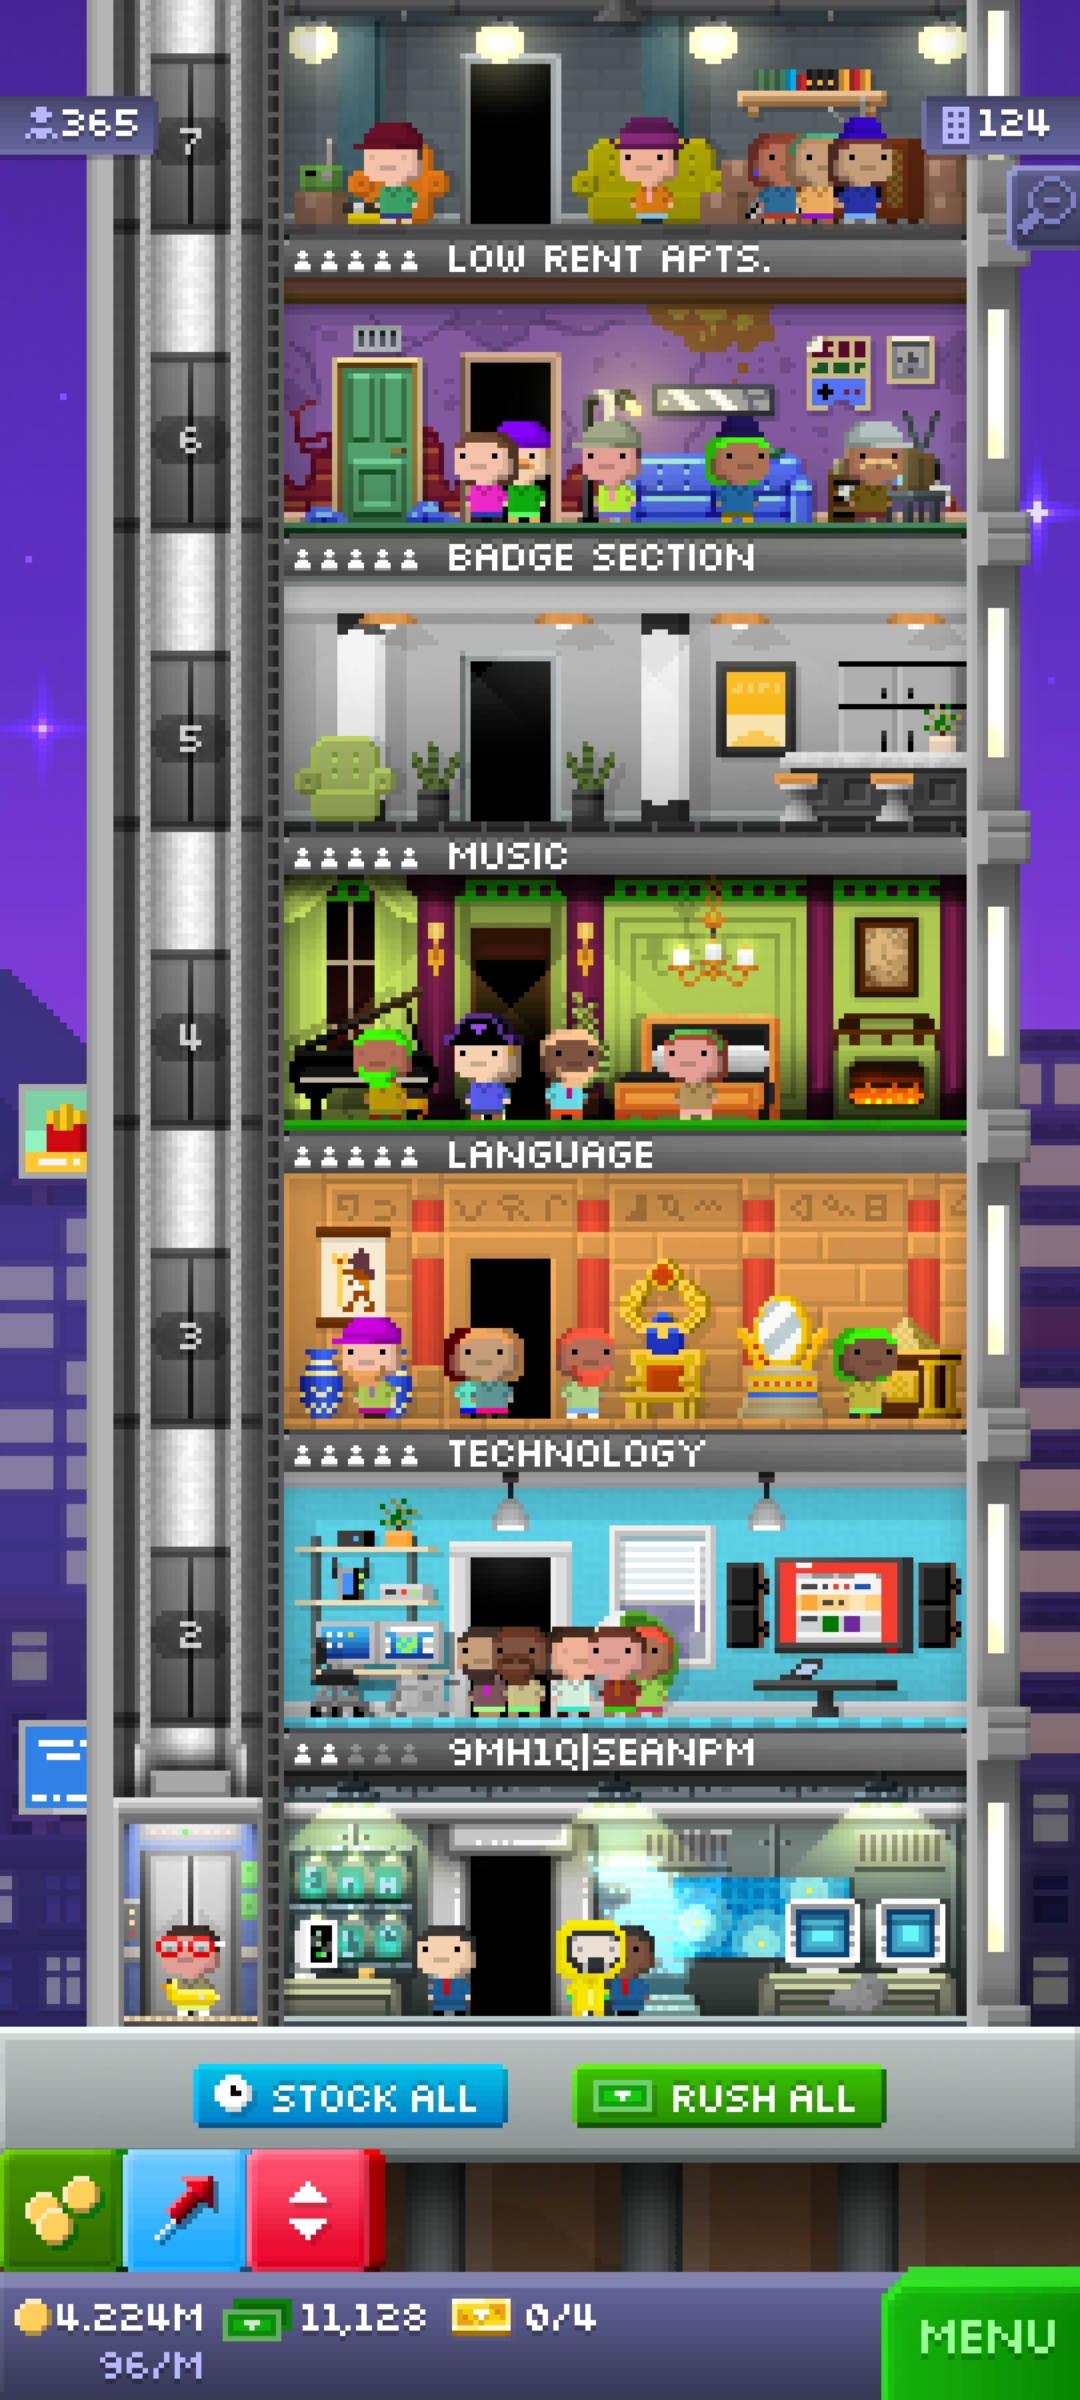 365
124
7
LOW RENT APTS.
6
BADGE SECTION
5
MUSIC
4
LANGUAGE
3
TECHNOLOGY
2
9MH1Q|SEANPM
STOCK ALL
RUSH ALL
4.224M
11,128
0/4
96/M
MENU